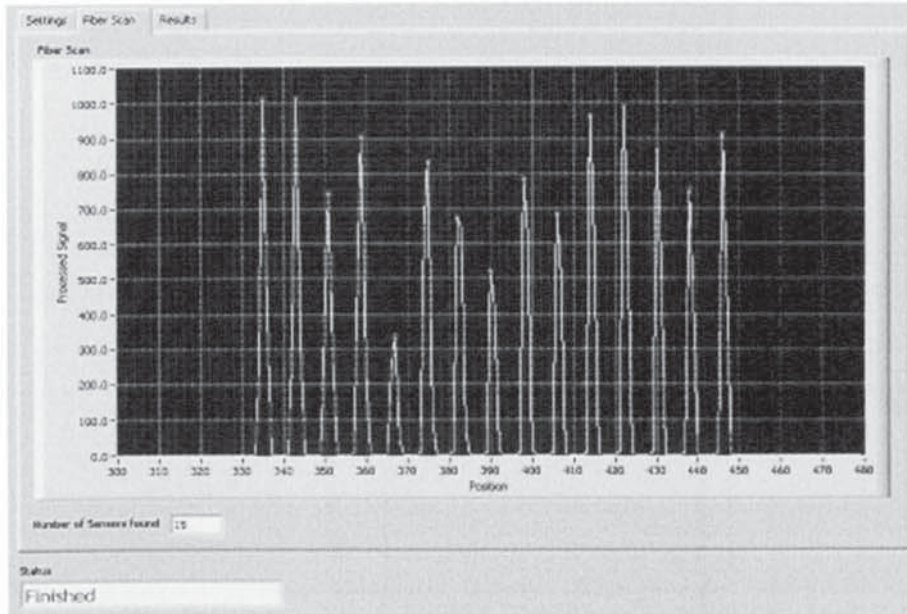 Settings Fiber Scan Results
Fiber Scan
1100.0
1000.0
900.0
800.0
700.0
600.0
500.0
400.0
300.0
200.0
100.0
0.0
Processed Signal
300 310 320 330 340 350 360 370 380 390 400 410 420 430 440 450 460 470 480
Position
Number of Sensors found 15
Status
Finished